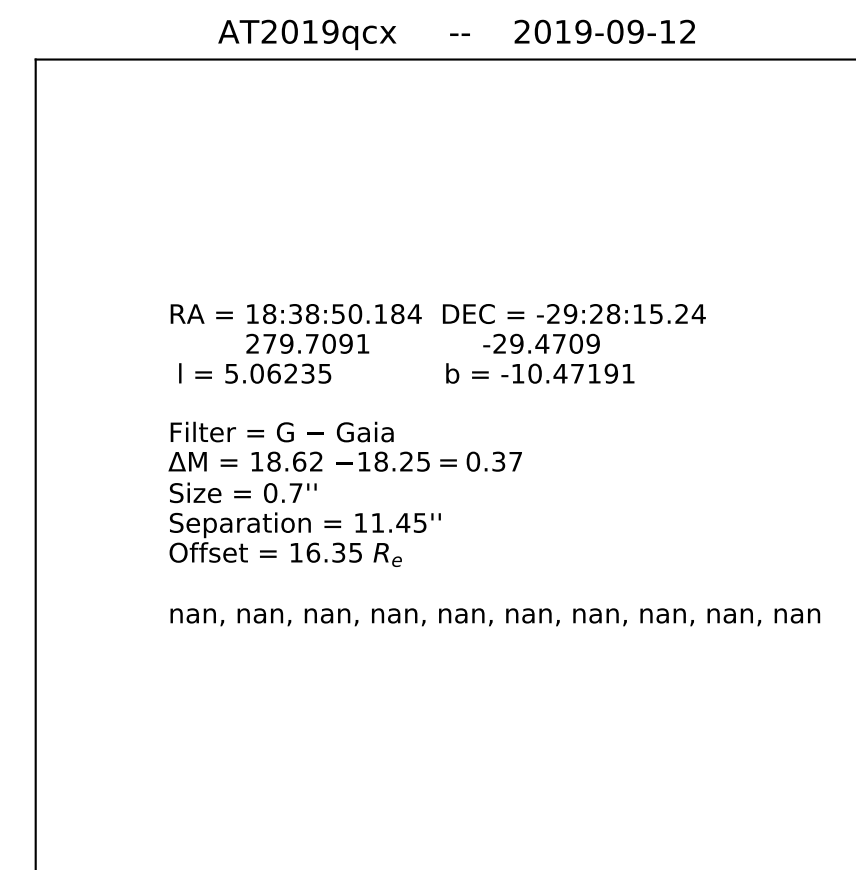 AT2019qcx -- 2019-09-12
RA = 18:38:50.184 DEC = -29:28:15.24
279.7091 -29.4709
l = 5.06235 b = -10.47191
Filter = G − Gaia
ΔM = 18.62 −18.25 = 0.37
Size = 0.7''
Separation = 11.45''
Offset = 16.35 Re
nan, nan, nan, nan, nan, nan, nan, nan, nan, nan